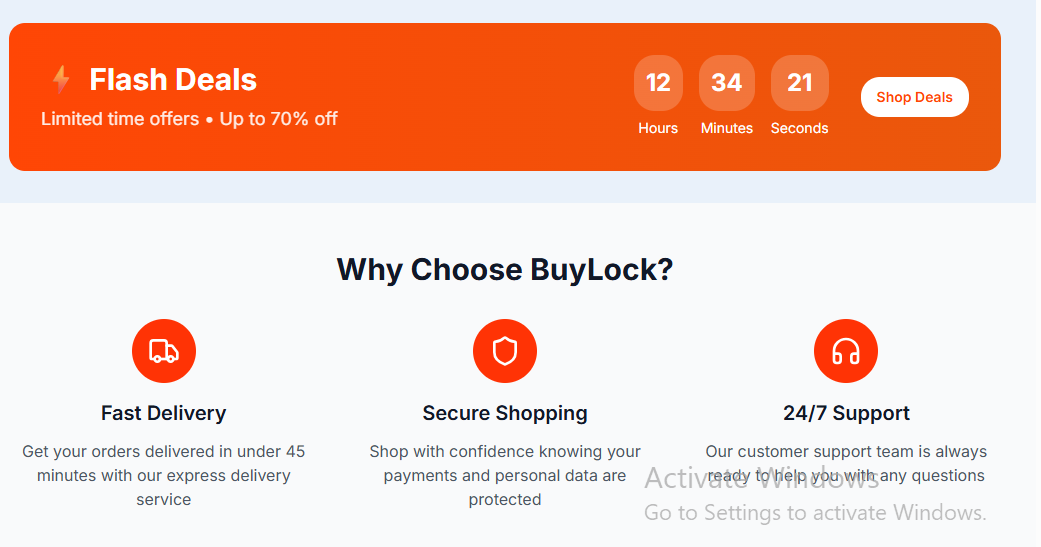 Flash Deals
Limited time offers • Up to 70% off
12 34 21
Hours Minutes Seconds
Shop Deals
Why Choose BuyLock?
Fast Delivery
Get your orders delivered in under 45
minutes with our express delivery
service
Secure Shopping
Shop with confidence knowing your
payments and personal data are
protected
24/7 Support
Our customer support team is always
ready to help you with any questions
Activate Windows
Go to Settings to activate Windows.